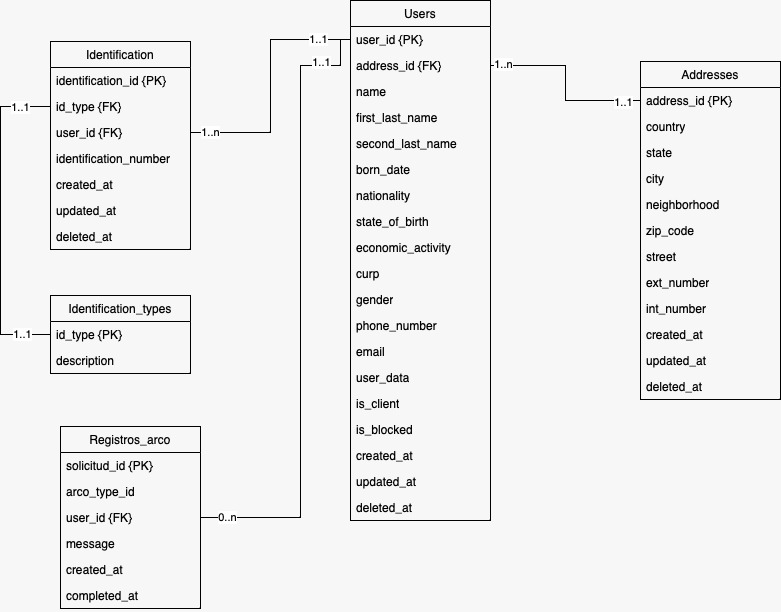 Users
user_id {PK}
address_id {FK}
name
first_last_name
second_last_name
born_date
nationality
state_of_birth
economic_activity
curp
gender
phone_number
email
user_data
is_client
is_blocked
created_at
updated_at
deleted_at
Identification
identification_id {PK}
id_type {FK}
user_id {FK}
identification_number
created_at
updated_at
deleted_at
Identification_types
id_type {PK}
description
Registros_arco
solicitud_id {PK}
arco_type_id
user_id {FK}
message
created_at
completed_at
Addresses
address_id {PK}
country
state
city
neighborhood
zip_code
street
ext_number
int_number
created_at
updated_at
deleted_at
1..1
1..1
1..n
1..1
1..1
1..n
1..1
0..n